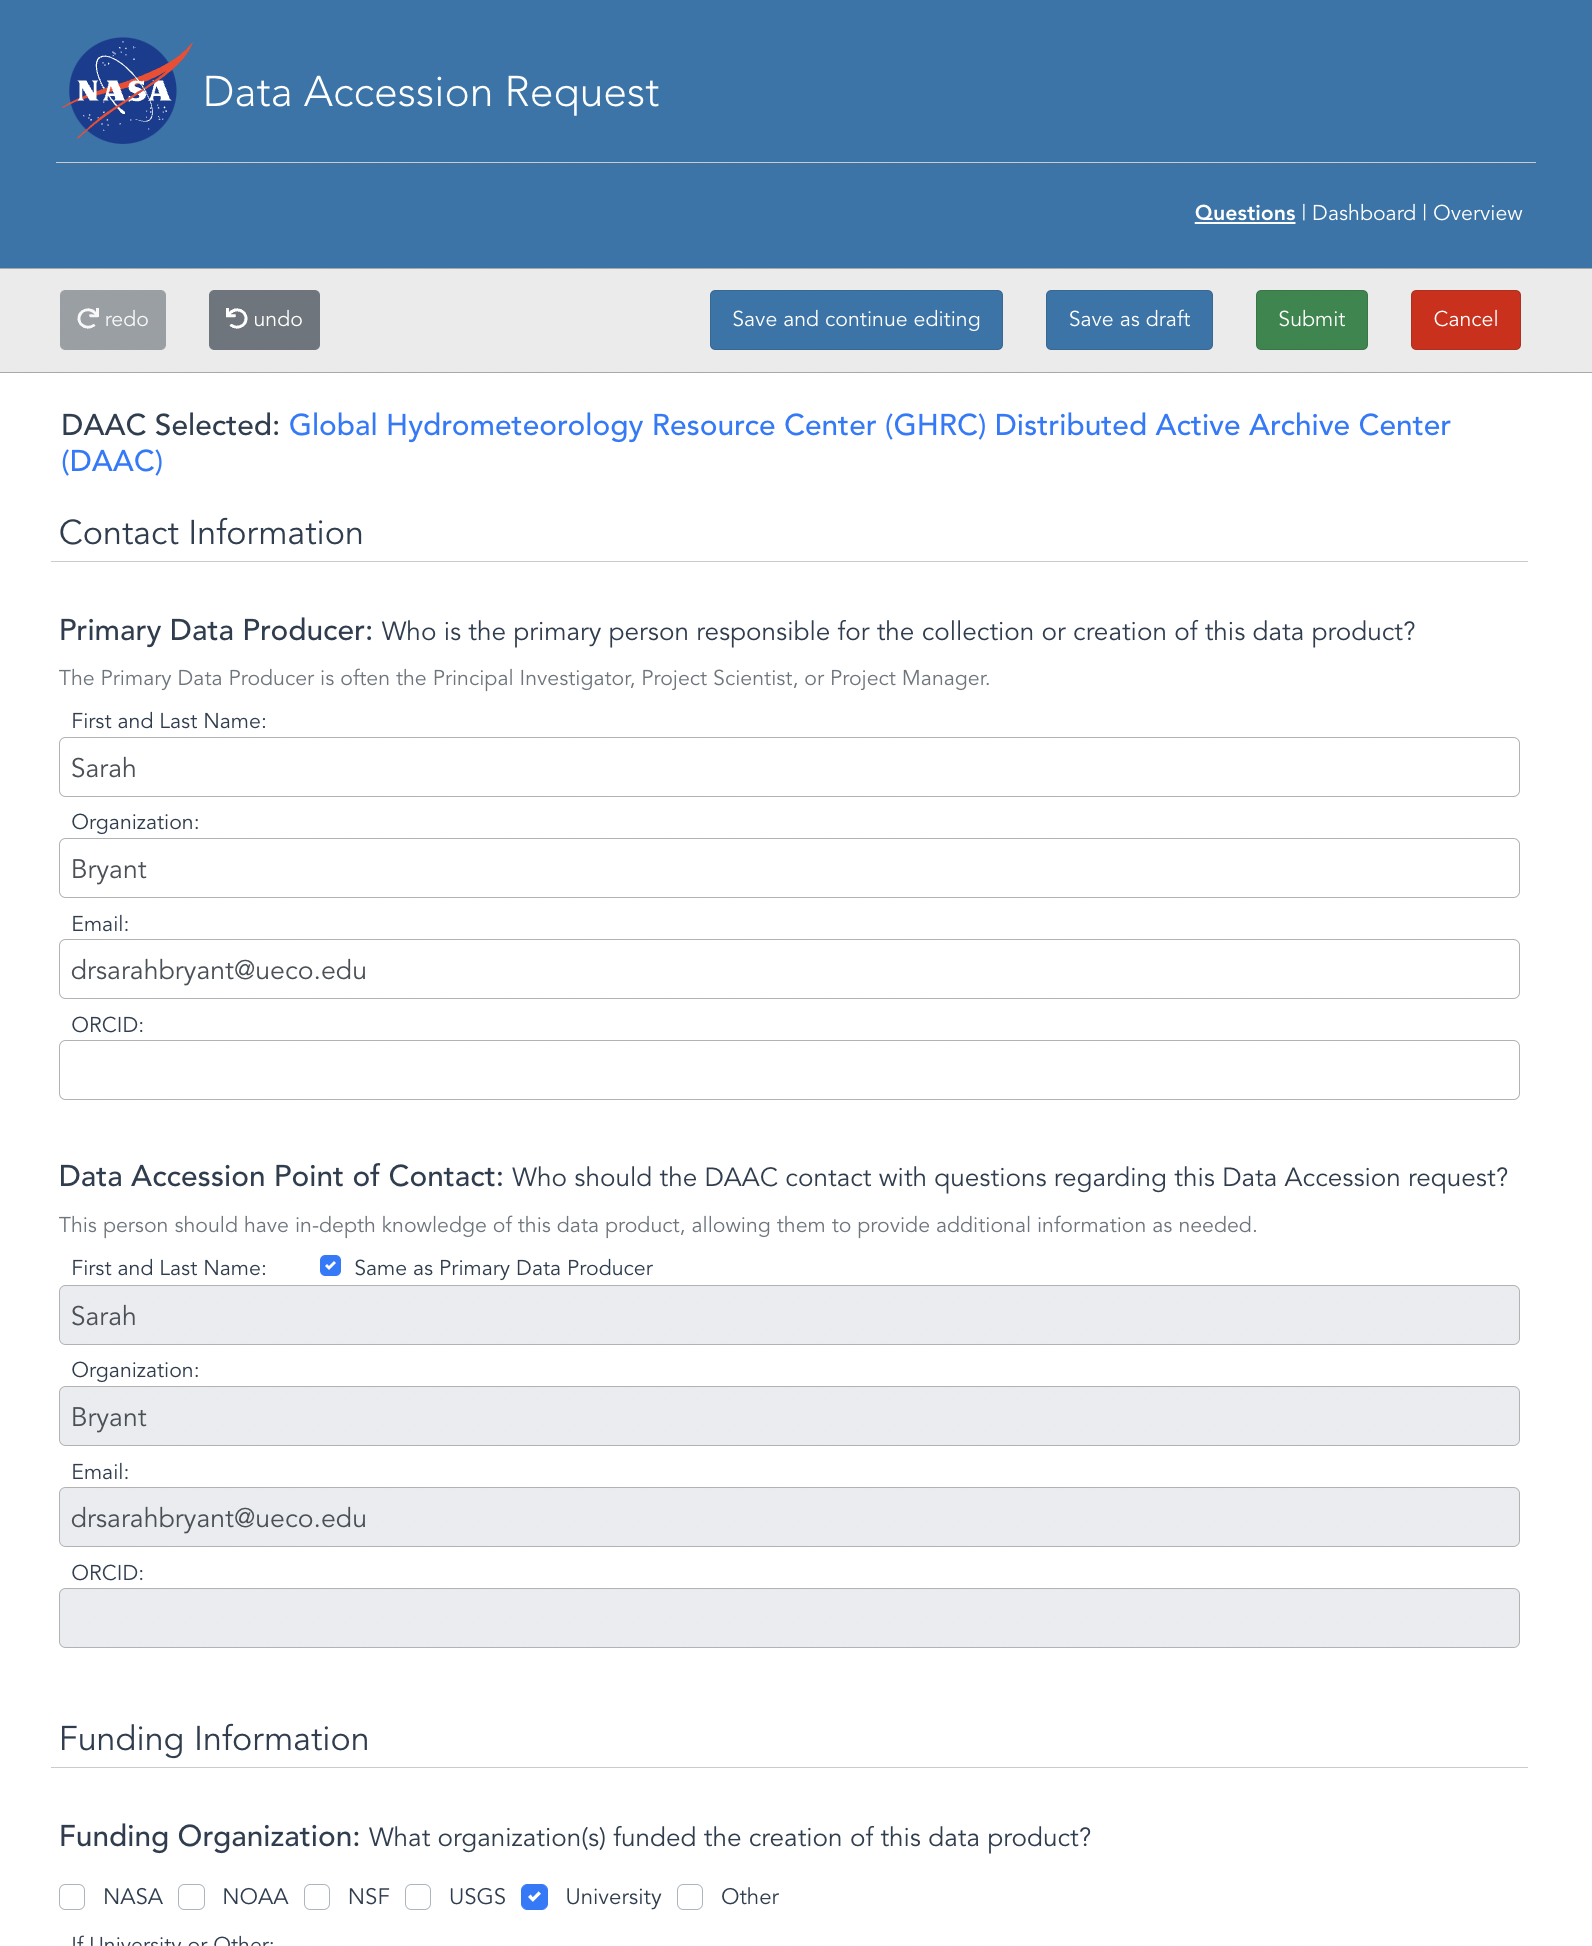 NASA
Data Accession Request
Questions | Dashboard | Overview
redo undo Save and continue editing Save as draft Submit Cancel
DAAC Selected: Global Hydrometeorology Resource Center (GHRC) Distributed Active Archive Center
(DAAC)
Contact Information
Primary Data Producer: Who is the primary person responsible for the collection or creation of this data product?
The Primary Data Producer is often the Principal Investigator, Project Scientist, or Project Manager.
First and Last Name:
Sarah
Organization:
Bryant
Email:
drsarahbryant@ueco.edu
ORCID:
Data Accession Point of Contact: Who should the DAAC contact with questions regarding this Data Accession request?
This person should have in-depth knowledge of this data product, allowing them to provide additional information as needed.
First and Last Name: Same as Primary Data Producer
Sarah
Organization:
Bryant
Email:
drsarahbryant@ueco.edu
ORCID:
Funding Information
Funding Organization: What organization(s) funded the creation of this data product?
NASA NOAA NSF USGS University Other
If University or Other: